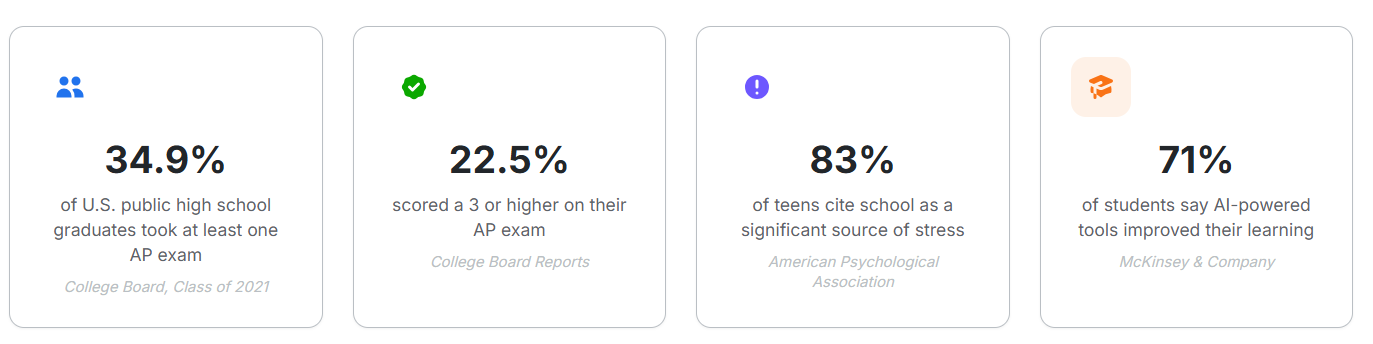 34.9%
of U.S. public high school
graduates took at least one
AP exam
College Board, Class of 2021
22.5%
scored a 3 or higher on their
AP exam
College Board Reports
83%
of teens cite school as a
significant source of stress
American Psychological
Association
71%
of students say AI-powered
tools improved their learning
McKinsey & Company